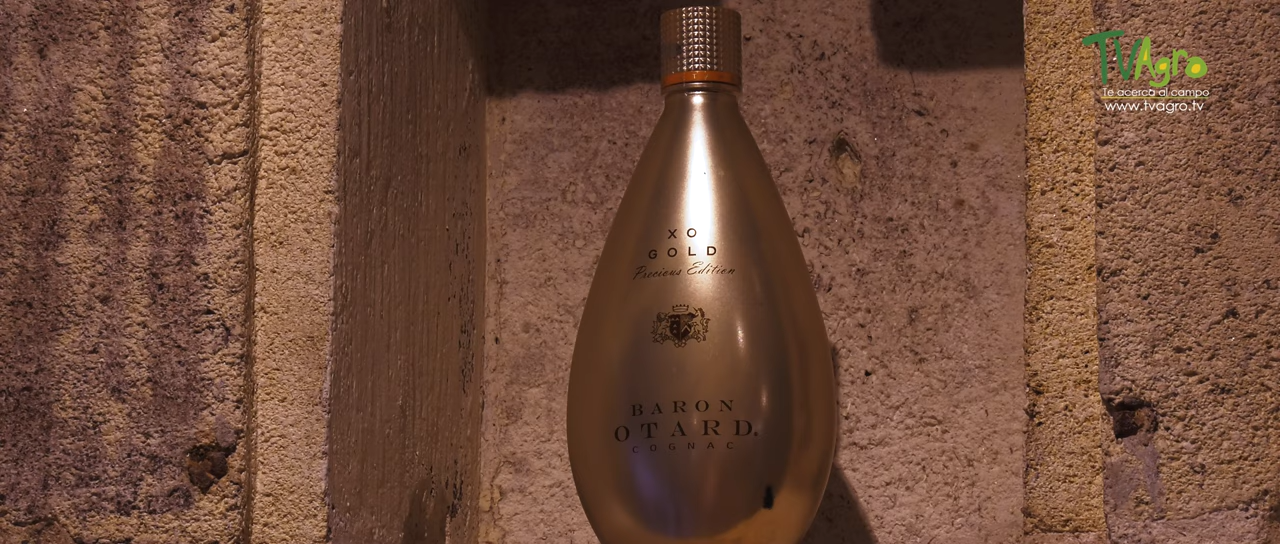 TVAgro
Te acerca al campo
www.tvagro.tv
XO
GOLD
Precious Edition
BARON
OTARD.
COGNAC